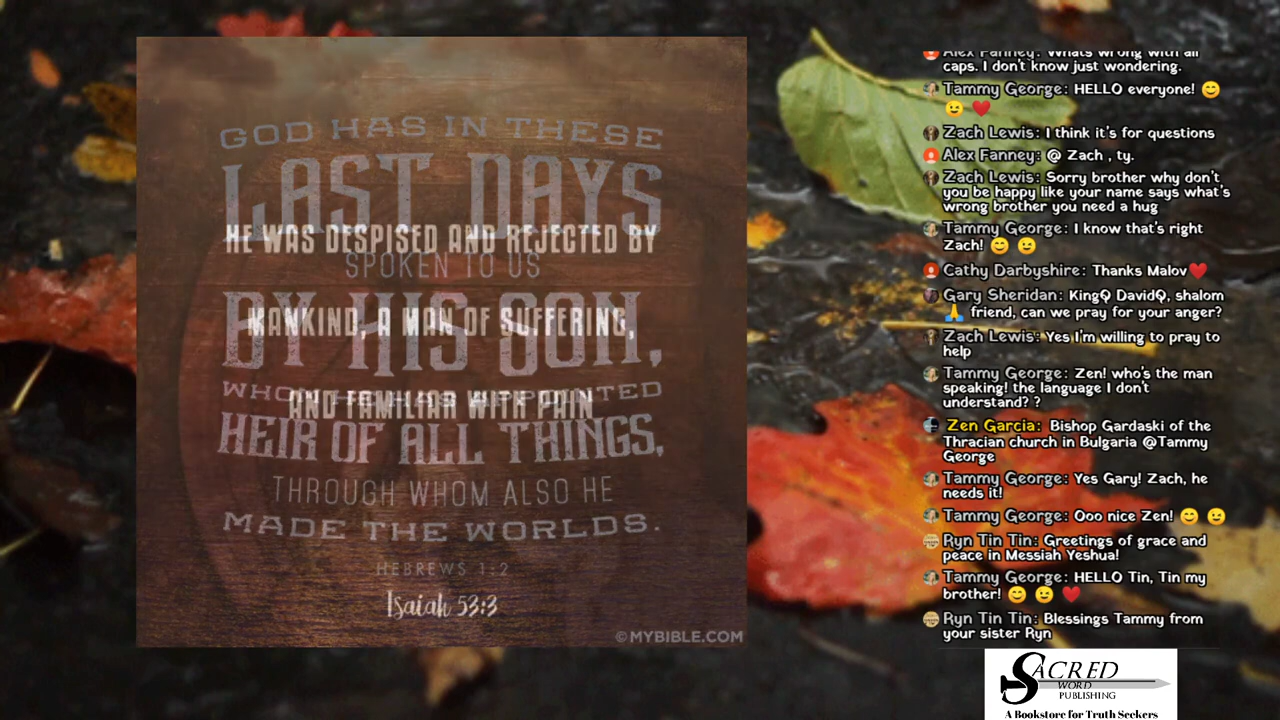 GOD HAS IN THESE
LAST DAYS
HE WAS DESPISED AND REJECTED BY
SPOKEN TO US
BY HIS SON,
MANKIND, A MAN OF SUFFERING,
WHOM HE HAS APPOINTED
AND FAMILIAR WITH PAIN
HEIR OF ALL THINGS,
THROUGH WHOM ALSO HE
MADE THE WORLDS.
HEBREWS 1:2
Isaiah 53:3
©MYBIBLE.COM
Alex Fanney: Whats wrong with all
caps. I don't know just wondering.
Tammy George: HELLO everyone! 😊
😉 ❤️
Zach Lewis: I think it's for questions
Alex Fanney: @ Zach , ty.
Zach Lewis: Sorry brother why don't
you be happy like your name says what's
wrong brother you need a hug
Tammy George: I know that's right
Zach! 😊 😉
Cathy Darbyshire: Thanks Malov❤️
Gary Sheridan: KingQ DavidQ, shalom
🙏 friend, can we pray for your anger?
Zach Lewis: Yes I'm willing to pray to
help
Tammy George: Zen! who's the man
speaking! the language I don't
understand? ?
Zen Garcia: Bishop Gardaski of the
Thracian church in Bulgaria @Tammy
George
Tammy George: Yes Gary! Zach, he
needs it!
Tammy George: Ooo nice Zen! 😊 😉
Ryn Tin Tin: Greetings of grace and
peace in Messiah Yeshua!
Tammy George: HELLO Tin, Tin my
brother! 😊 😉 ❤️
Ryn Tin Tin: Blessings Tammy from
your sister Ryn
SACRED
WORD
PUBLISHING
A Bookstore for Truth Seekers